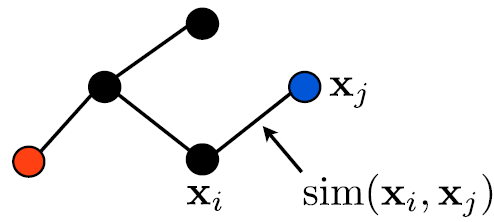 x_j
x_i
sim(x_i, x_j)